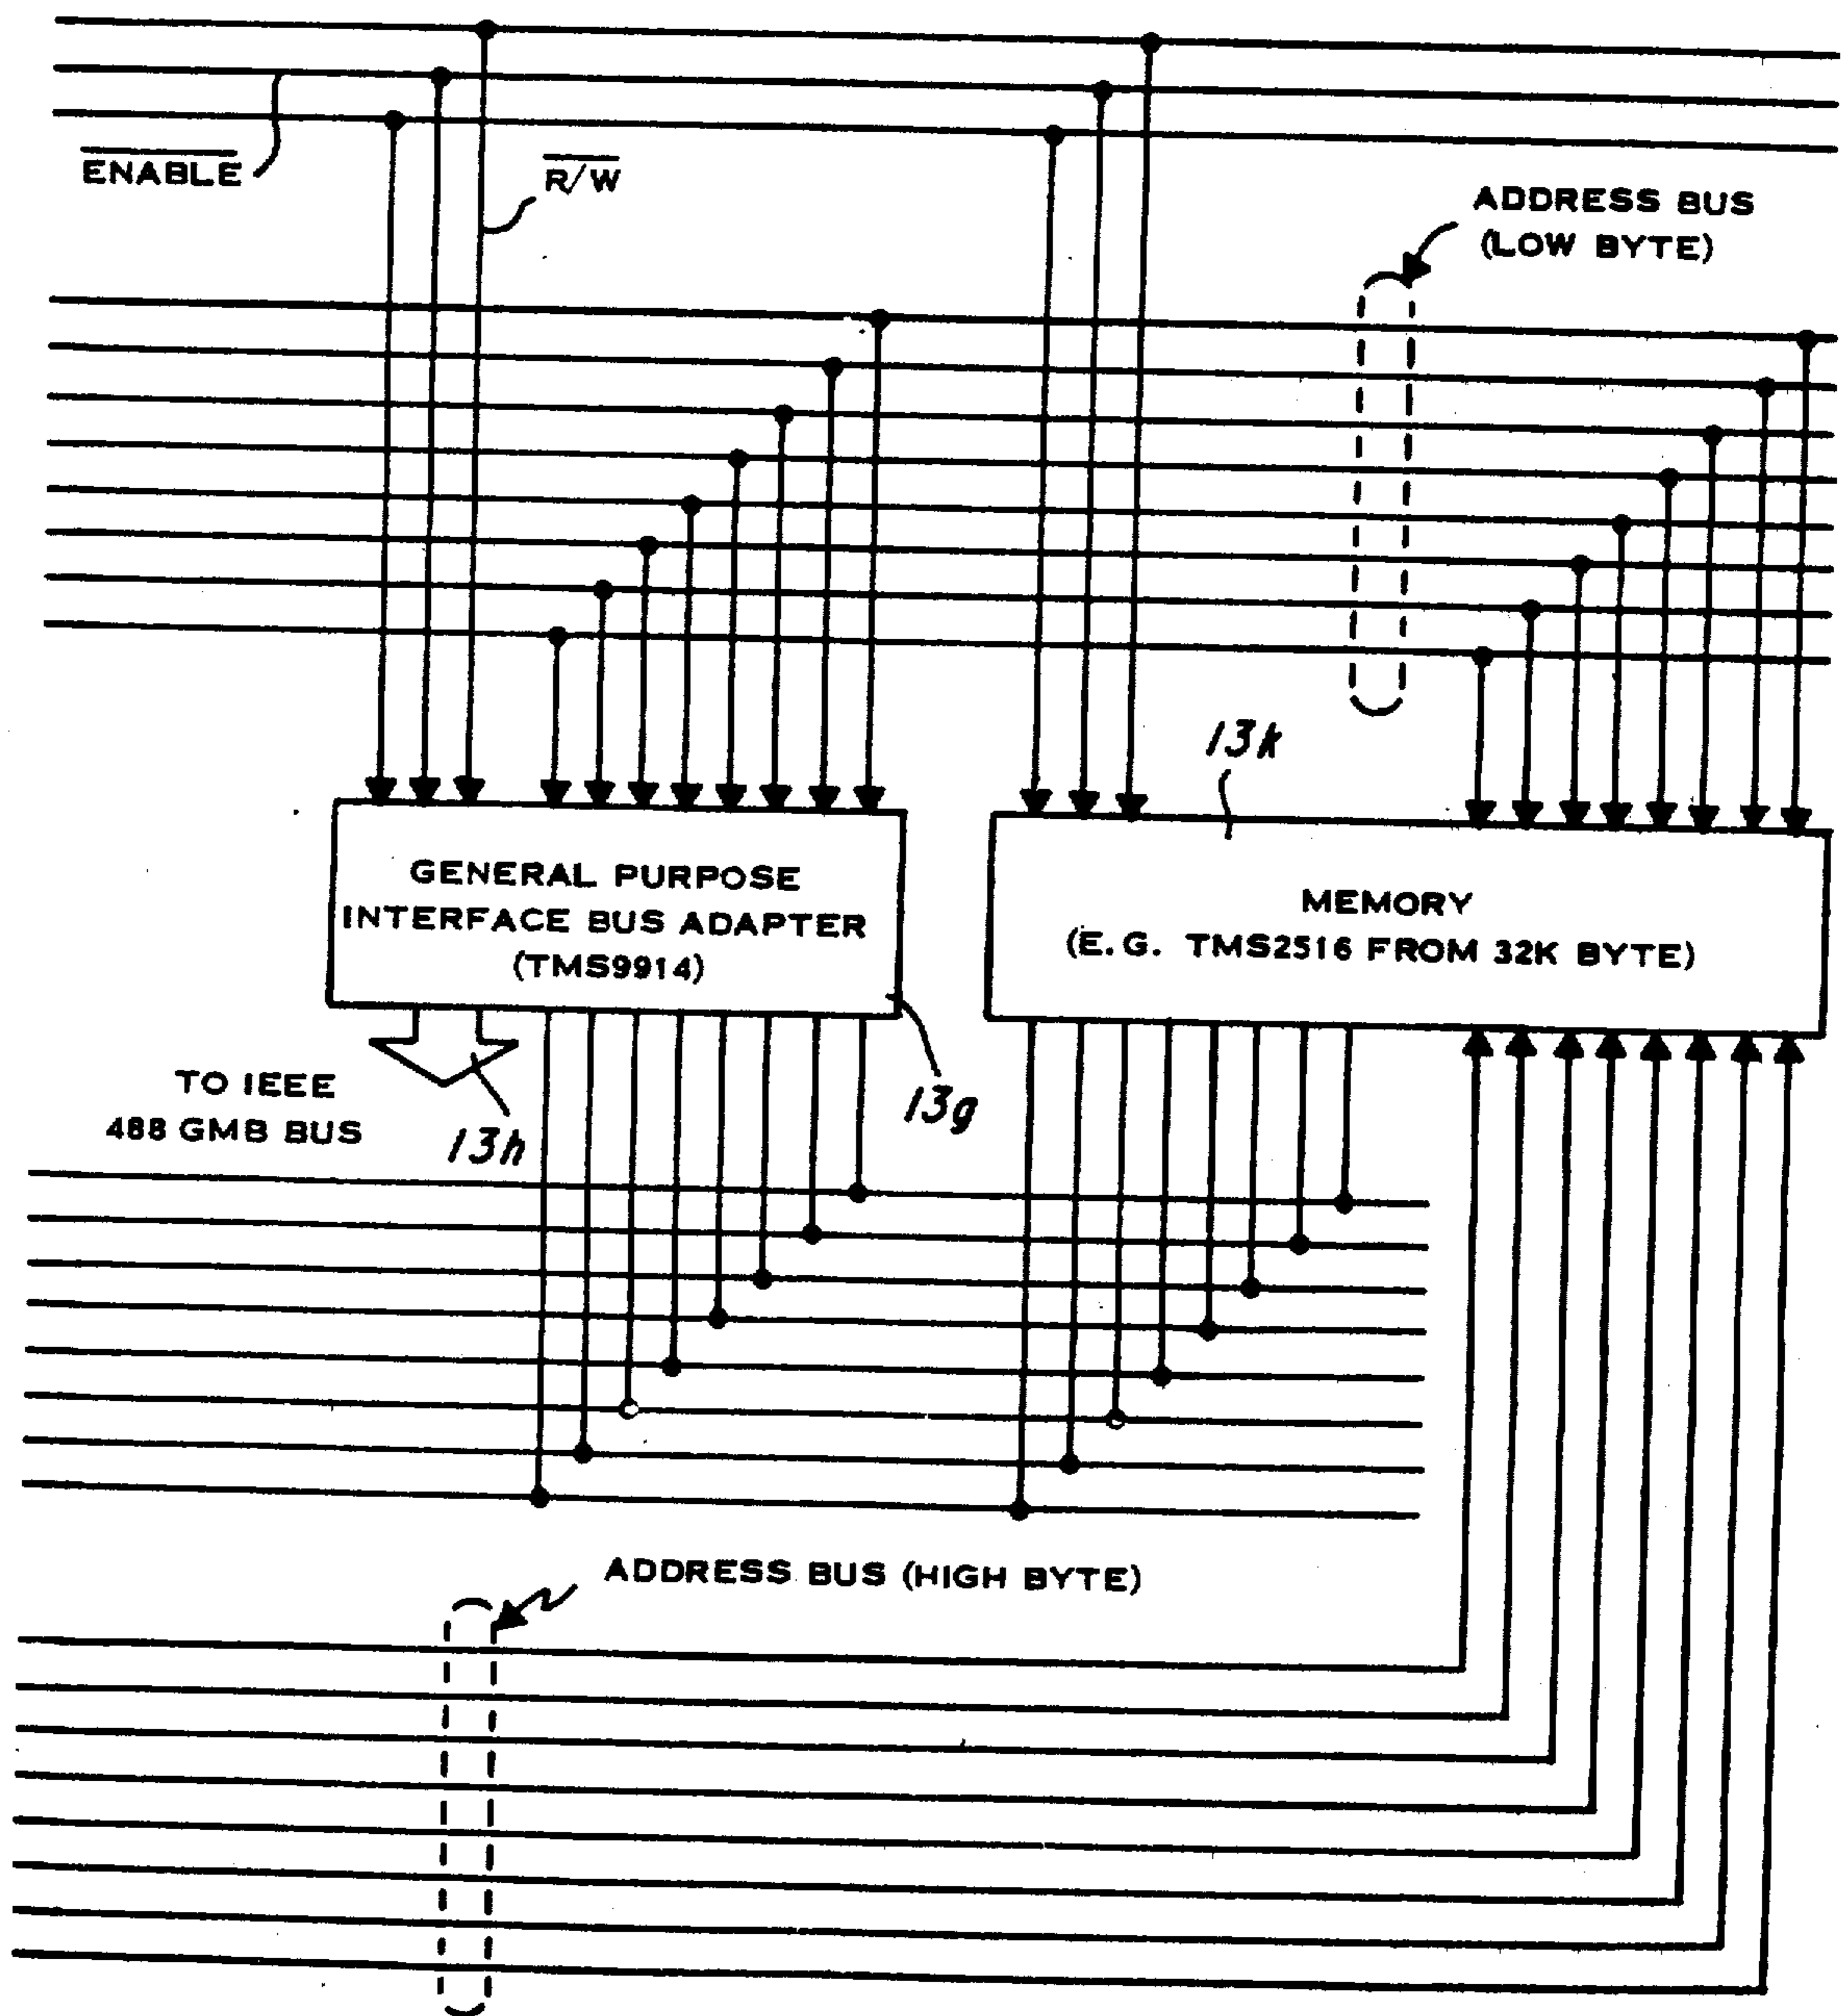 ENABLE
R/W
ADDRESS BUS
(LOW BYTE)
13k
GENERAL PURPOSE
INTERFACE BUS ADAPTER
(TMS9914)
MEMORY
(E.G. TMS2516 FROM 32K BYTE)
TO IEEE
488 GMB BUS
13h
13g
ADDRESS BUS (HIGH BYTE)